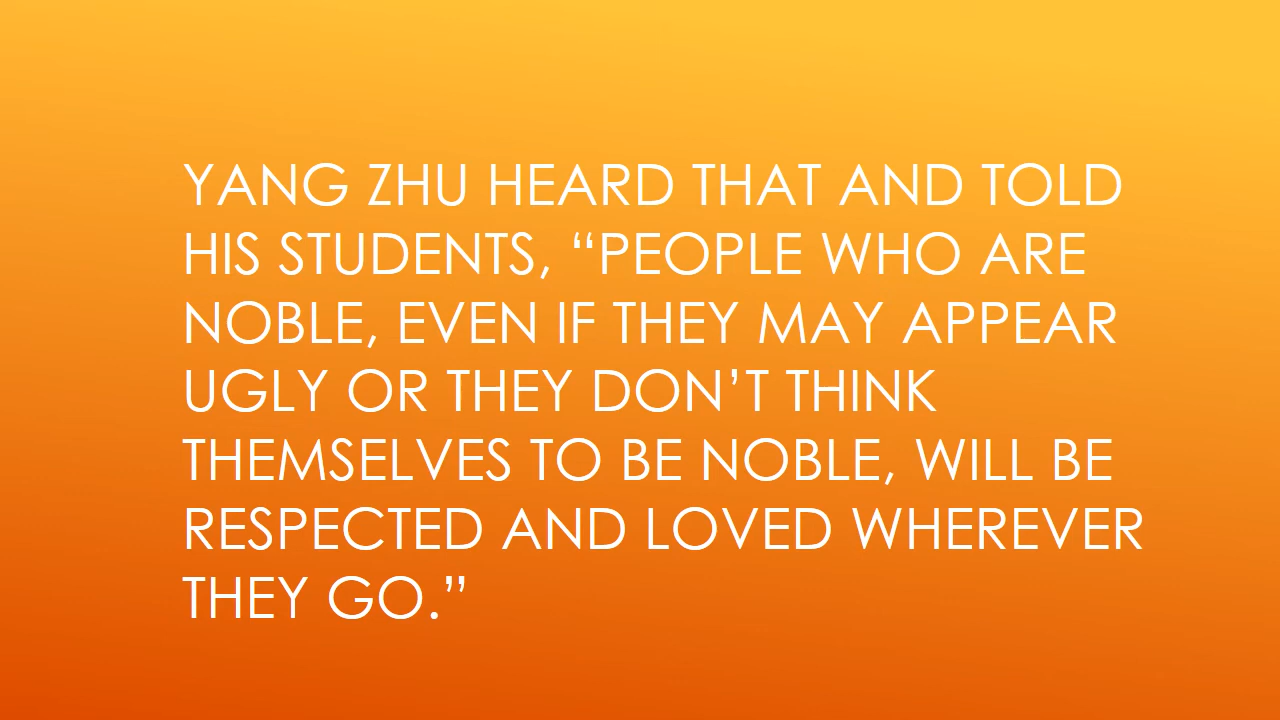 YANG ZHU HEARD THAT AND TOLD
HIS STUDENTS, “PEOPLE WHO ARE
NOBLE, EVEN IF THEY MAY APPEAR
UGLY OR THEY DON’T THINK
THEMSELVES TO BE NOBLE, WILL BE
RESPECTED AND LOVED WHEREVER
THEY GO.”